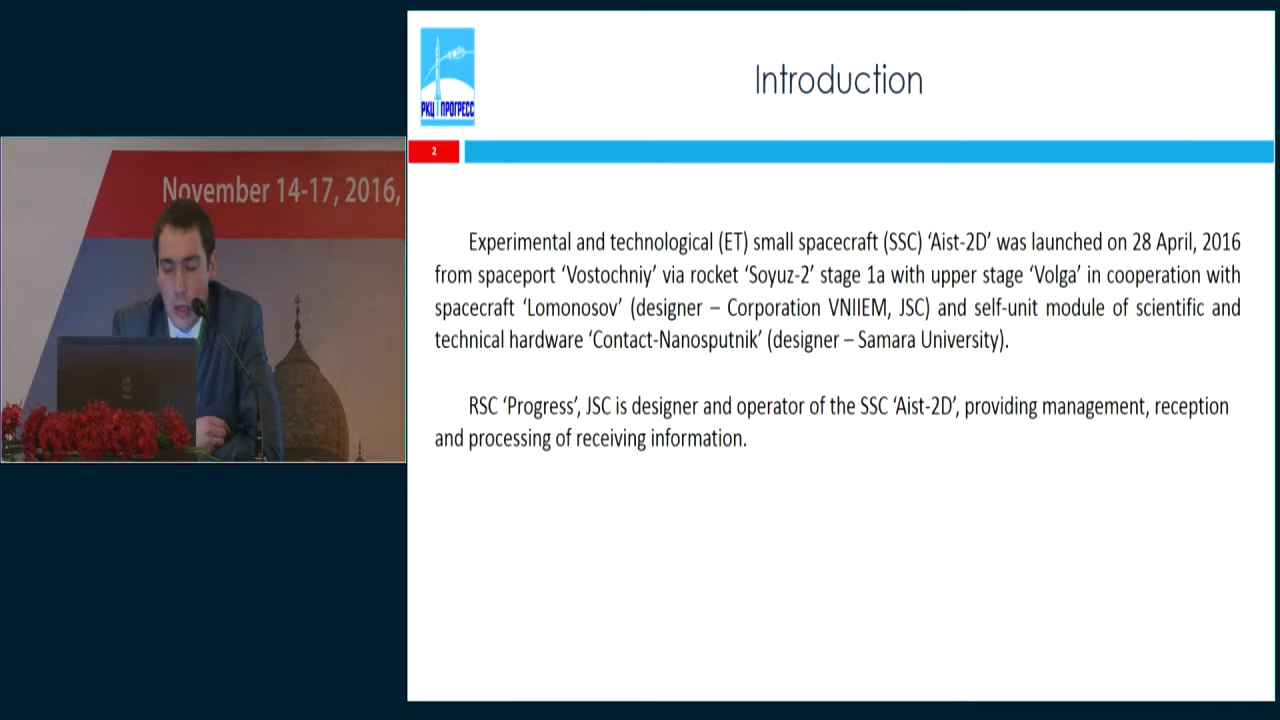 РКЦ ПРОГРЕСС
Introduction
2
November 14-17, 2016,
Experimental and technological (ET) small spacecraft (SSC) ‘Aist-2D’ was launched on 28 April, 2016
from spaceport ‘Vostochniy’ via rocket ‘Soyuz-2’ stage 1a with upper stage ‘Volga’ in cooperation with
spacecraft ‘Lomonosov’ (designer – Corporation VNIIEM, JSC) and self-unit module of scientific and
technical hardware ‘Contact-Nanosputnik’ (designer – Samara University).
RSC ‘Progress’, JSC is designer and operator of the SSC ‘Aist-2D’, providing management, reception
and processing of receiving information.